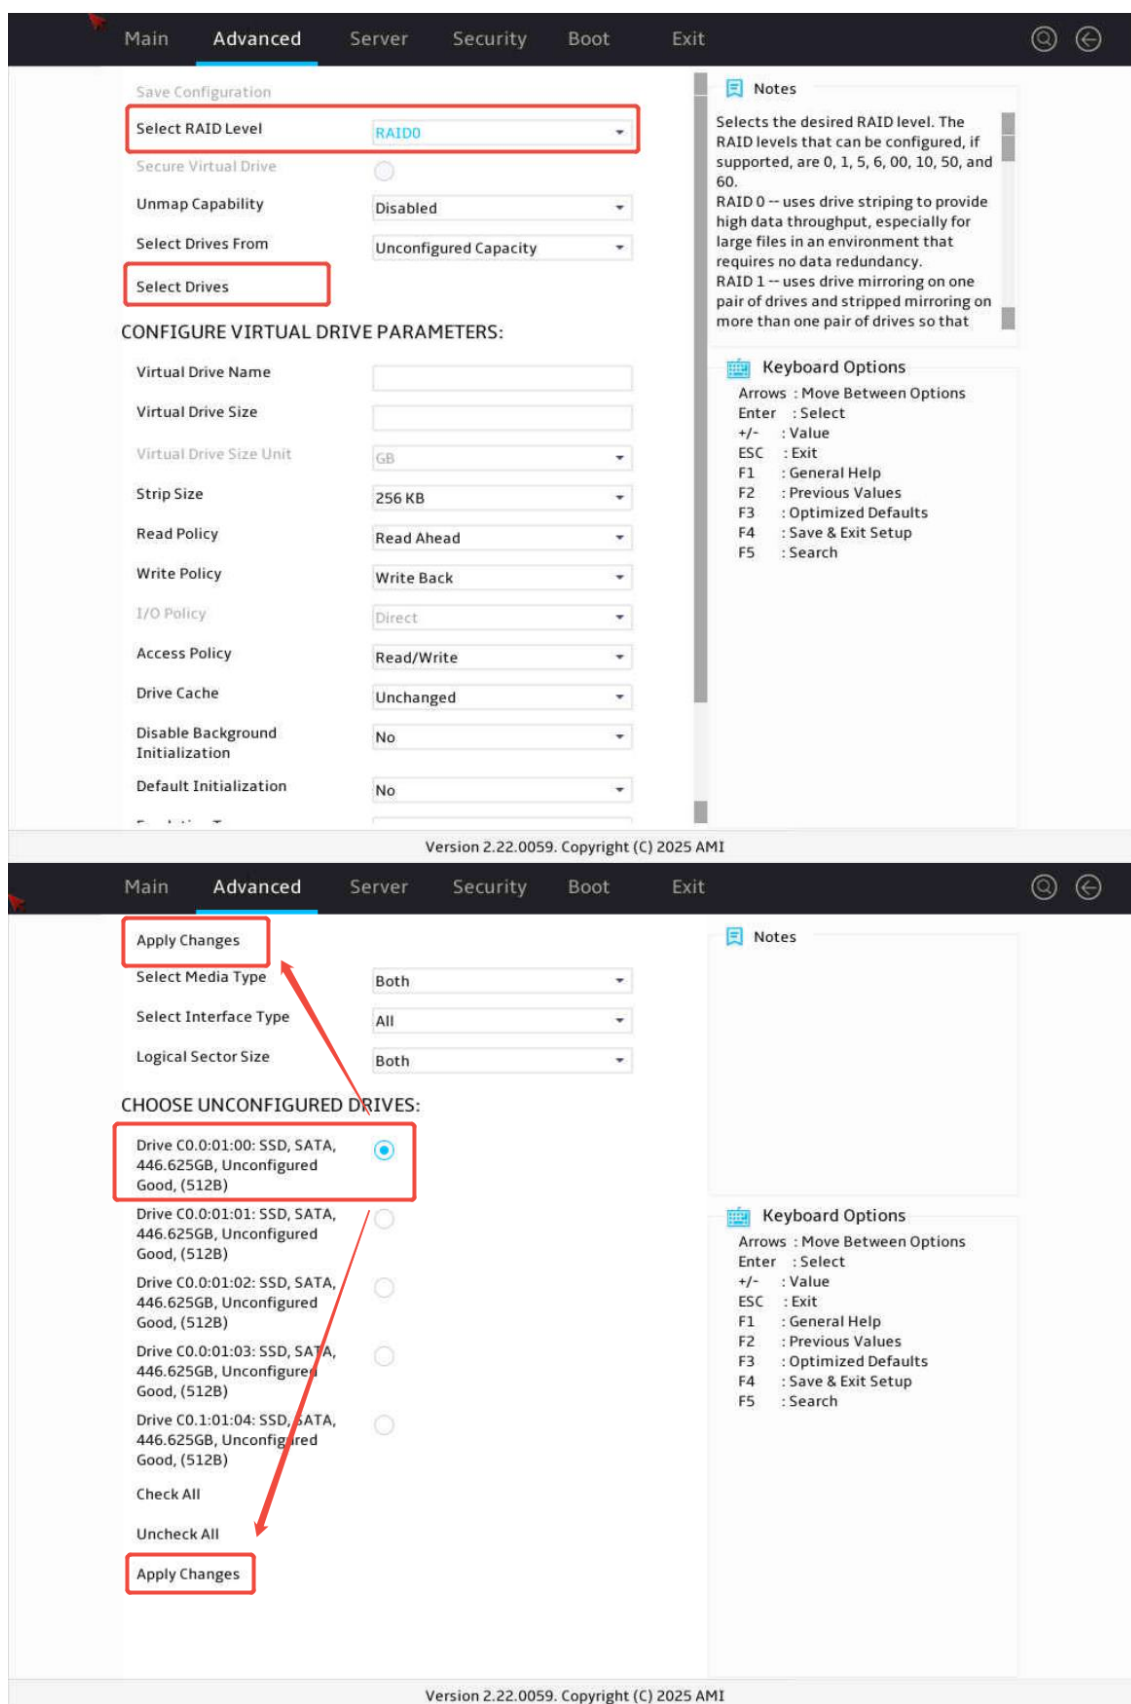 Main Advanced Server Security Boot Exit
Save Configuration
Select RAID Level RAID0
Secure Virtual Drive
Unmap Capability Disabled
Select Drives From Unconfigured Capacity
Select Drives
CONFIGURE VIRTUAL DRIVE PARAMETERS:
Virtual Drive Name
Virtual Drive Size
Virtual Drive Size Unit GB
Strip Size 256 KB
Read Policy Read Ahead
Write Policy Write Back
I/O Policy Direct
Access Policy Read/Write
Drive Cache Unchanged
Disable Background
Initialization No
Default Initialization No
Notes
Selects the desired RAID level. The
RAID levels that can be configured, if
supported, are 0, 1, 5, 6, 00, 10, 50, and
60.
RAID 0 -- uses drive striping to provide
high data throughput, especially for
large files in an environment that
requires no data redundancy.
RAID 1 -- uses drive mirroring on one
pair of drives and stripped mirroring on
more than one pair of drives so that
Keyboard Options
Arrows : Move Between Options
Enter : Select
+/- : Value
ESC : Exit
F1 : General Help
F2 : Previous Values
F3 : Optimized Defaults
F4 : Save & Exit Setup
F5 : Search
Version 2.22.0059. Copyright (C) 2025 AMI
Main Advanced Server Security Boot Exit
Apply Changes
Select Media Type Both
Select Interface Type All
Logical Sector Size Both
CHOOSE UNCONFIGURED DRIVES:
Drive C0.0:01:00: SSD, SATA,
446.625GB, Unconfigured
Good, (512B)
Drive C0.0:01:01: SSD, SATA,
446.625GB, Unconfigured
Good, (512B)
Drive C0.0:01:02: SSD, SATA,
446.625GB, Unconfigured
Good, (512B)
Drive C0.0:01:03: SSD, SATA,
446.625GB, Unconfigured
Good, (512B)
Drive C0.1:01:04: SSD, SATA,
446.625GB, Unconfigured
Good, (512B)
Check All
Uncheck All
Apply Changes
Notes
Keyboard Options
Arrows : Move Between Options
Enter : Select
+/- : Value
ESC : Exit
F1 : General Help
F2 : Previous Values
F3 : Optimized Defaults
F4 : Save & Exit Setup
F5 : Search
Version 2.22.0059. Copyright (C) 2025 AMI